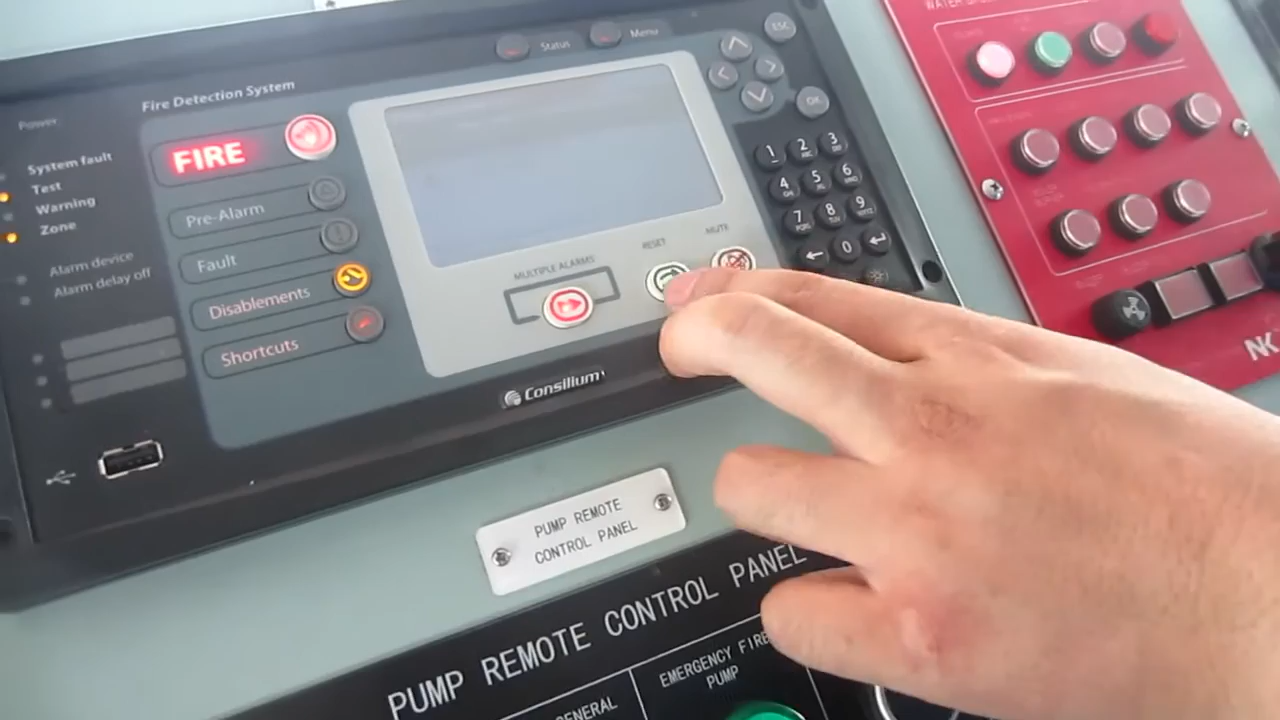 Status
Menu
ESC
Fire Detection System
Power
System fault
Test
Warning
Zone
Alarm device
Alarm delay off
FIRE
Pre-Alarm
Fault
Disablements
Shortcuts
OK
1
2
3
4
5
6
7
8
9
0
MULTIPLE ALARMS
RESET
MUTE
Consilium
NK
PUMP REMOTE
CONTROL PANEL
PUMP REMOTE CONTROL PANEL
GENERAL
EMERGENCY FIRE
PUMP